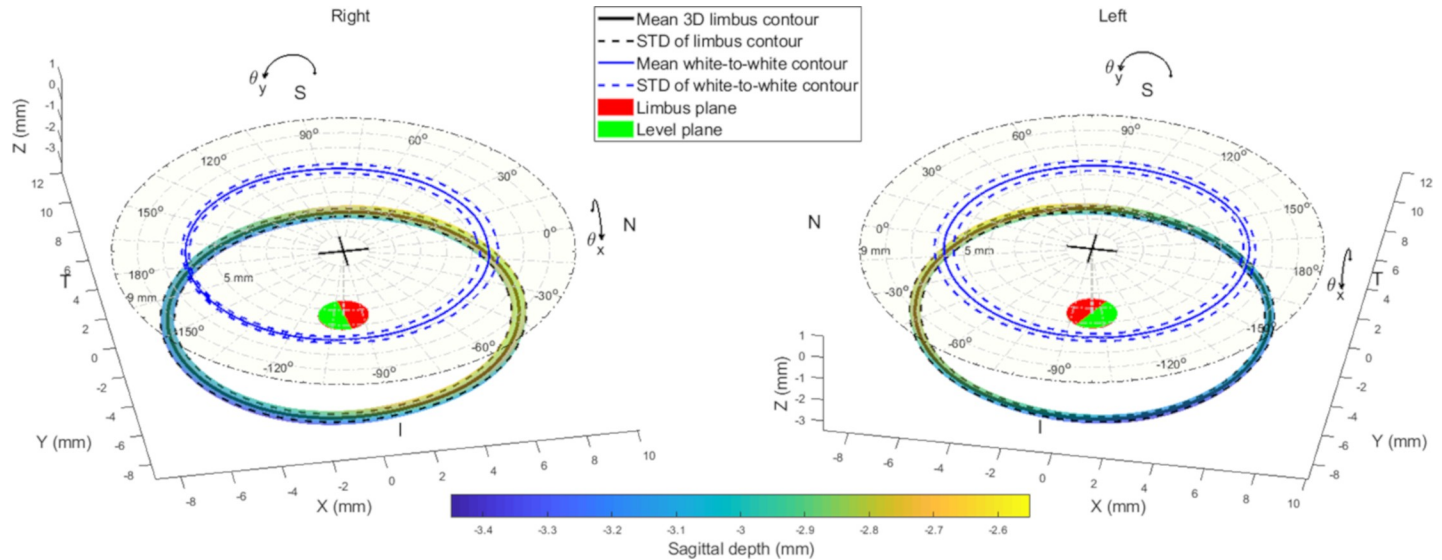 Right
Left
Mean 3D limbus contour
STD of limbus contour
Mean white-to-white contour
STD of white-to-white contour
Limbus plane
Level plane
θ y
S
θ y
S
1
0
-1
-2
-3
Z (mm)
90°
120°
60°
30°
150°
0°
180°
-30°
-150°
-60°
-120°
-90°
5 mm
9 mm
N
θ x
T
12
10
8
6
4
2
0
-2
-4
-6
-8
Y (mm)
I
-8
-6
-4
-2
0
2
4
6
8
10
X (mm)
60°
90°
30°
120°
0°
150°
9 mm
5 mm
180°
-30°
-150°
-60°
-120°
-90°
N
θ x
T
12
10
8
6
4
2
0
-2
-4
-6
-8
Y (mm)
1
0
-1
-2
-3
Z (mm)
I
-8
-6
-4
-2
0
2
4
6
8
10
X (mm)
-3.4
-3.3
-3.2
-3.1
-3
-2.9
-2.8
-2.7
-2.6
Sagittal depth (mm)